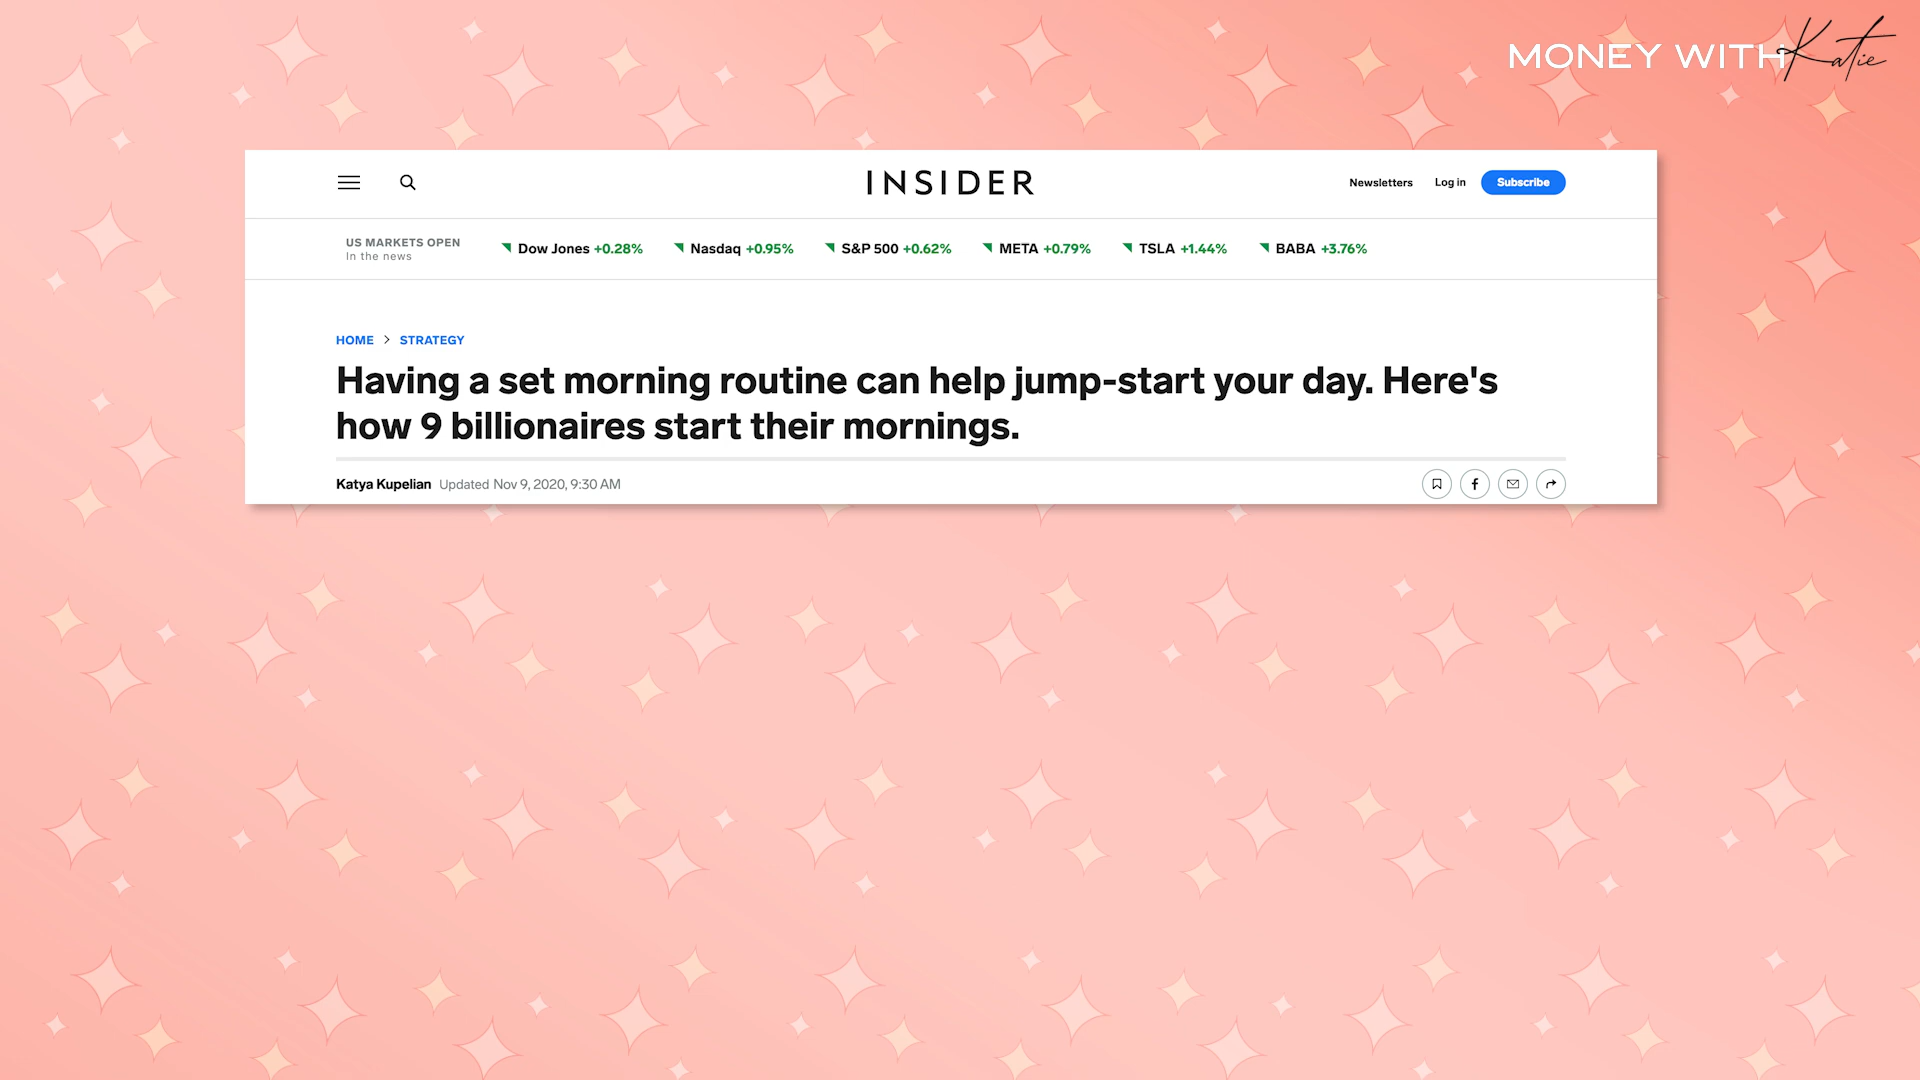 MONEY WITH Katie
INSIDER
Newsletters Log in Subscribe
US MARKETS OPEN
In the news
Dow Jones +0.28% Nasdaq +0.95% S&P 500 +0.62% META +0.79% TSLA +1.44% BABA +3.76%
HOME > STRATEGY
Having a set morning routine can help jump-start your day. Here's
how 9 billionaires start their mornings.
Katya Kupelian Updated Nov 9, 2020, 9:30 AM